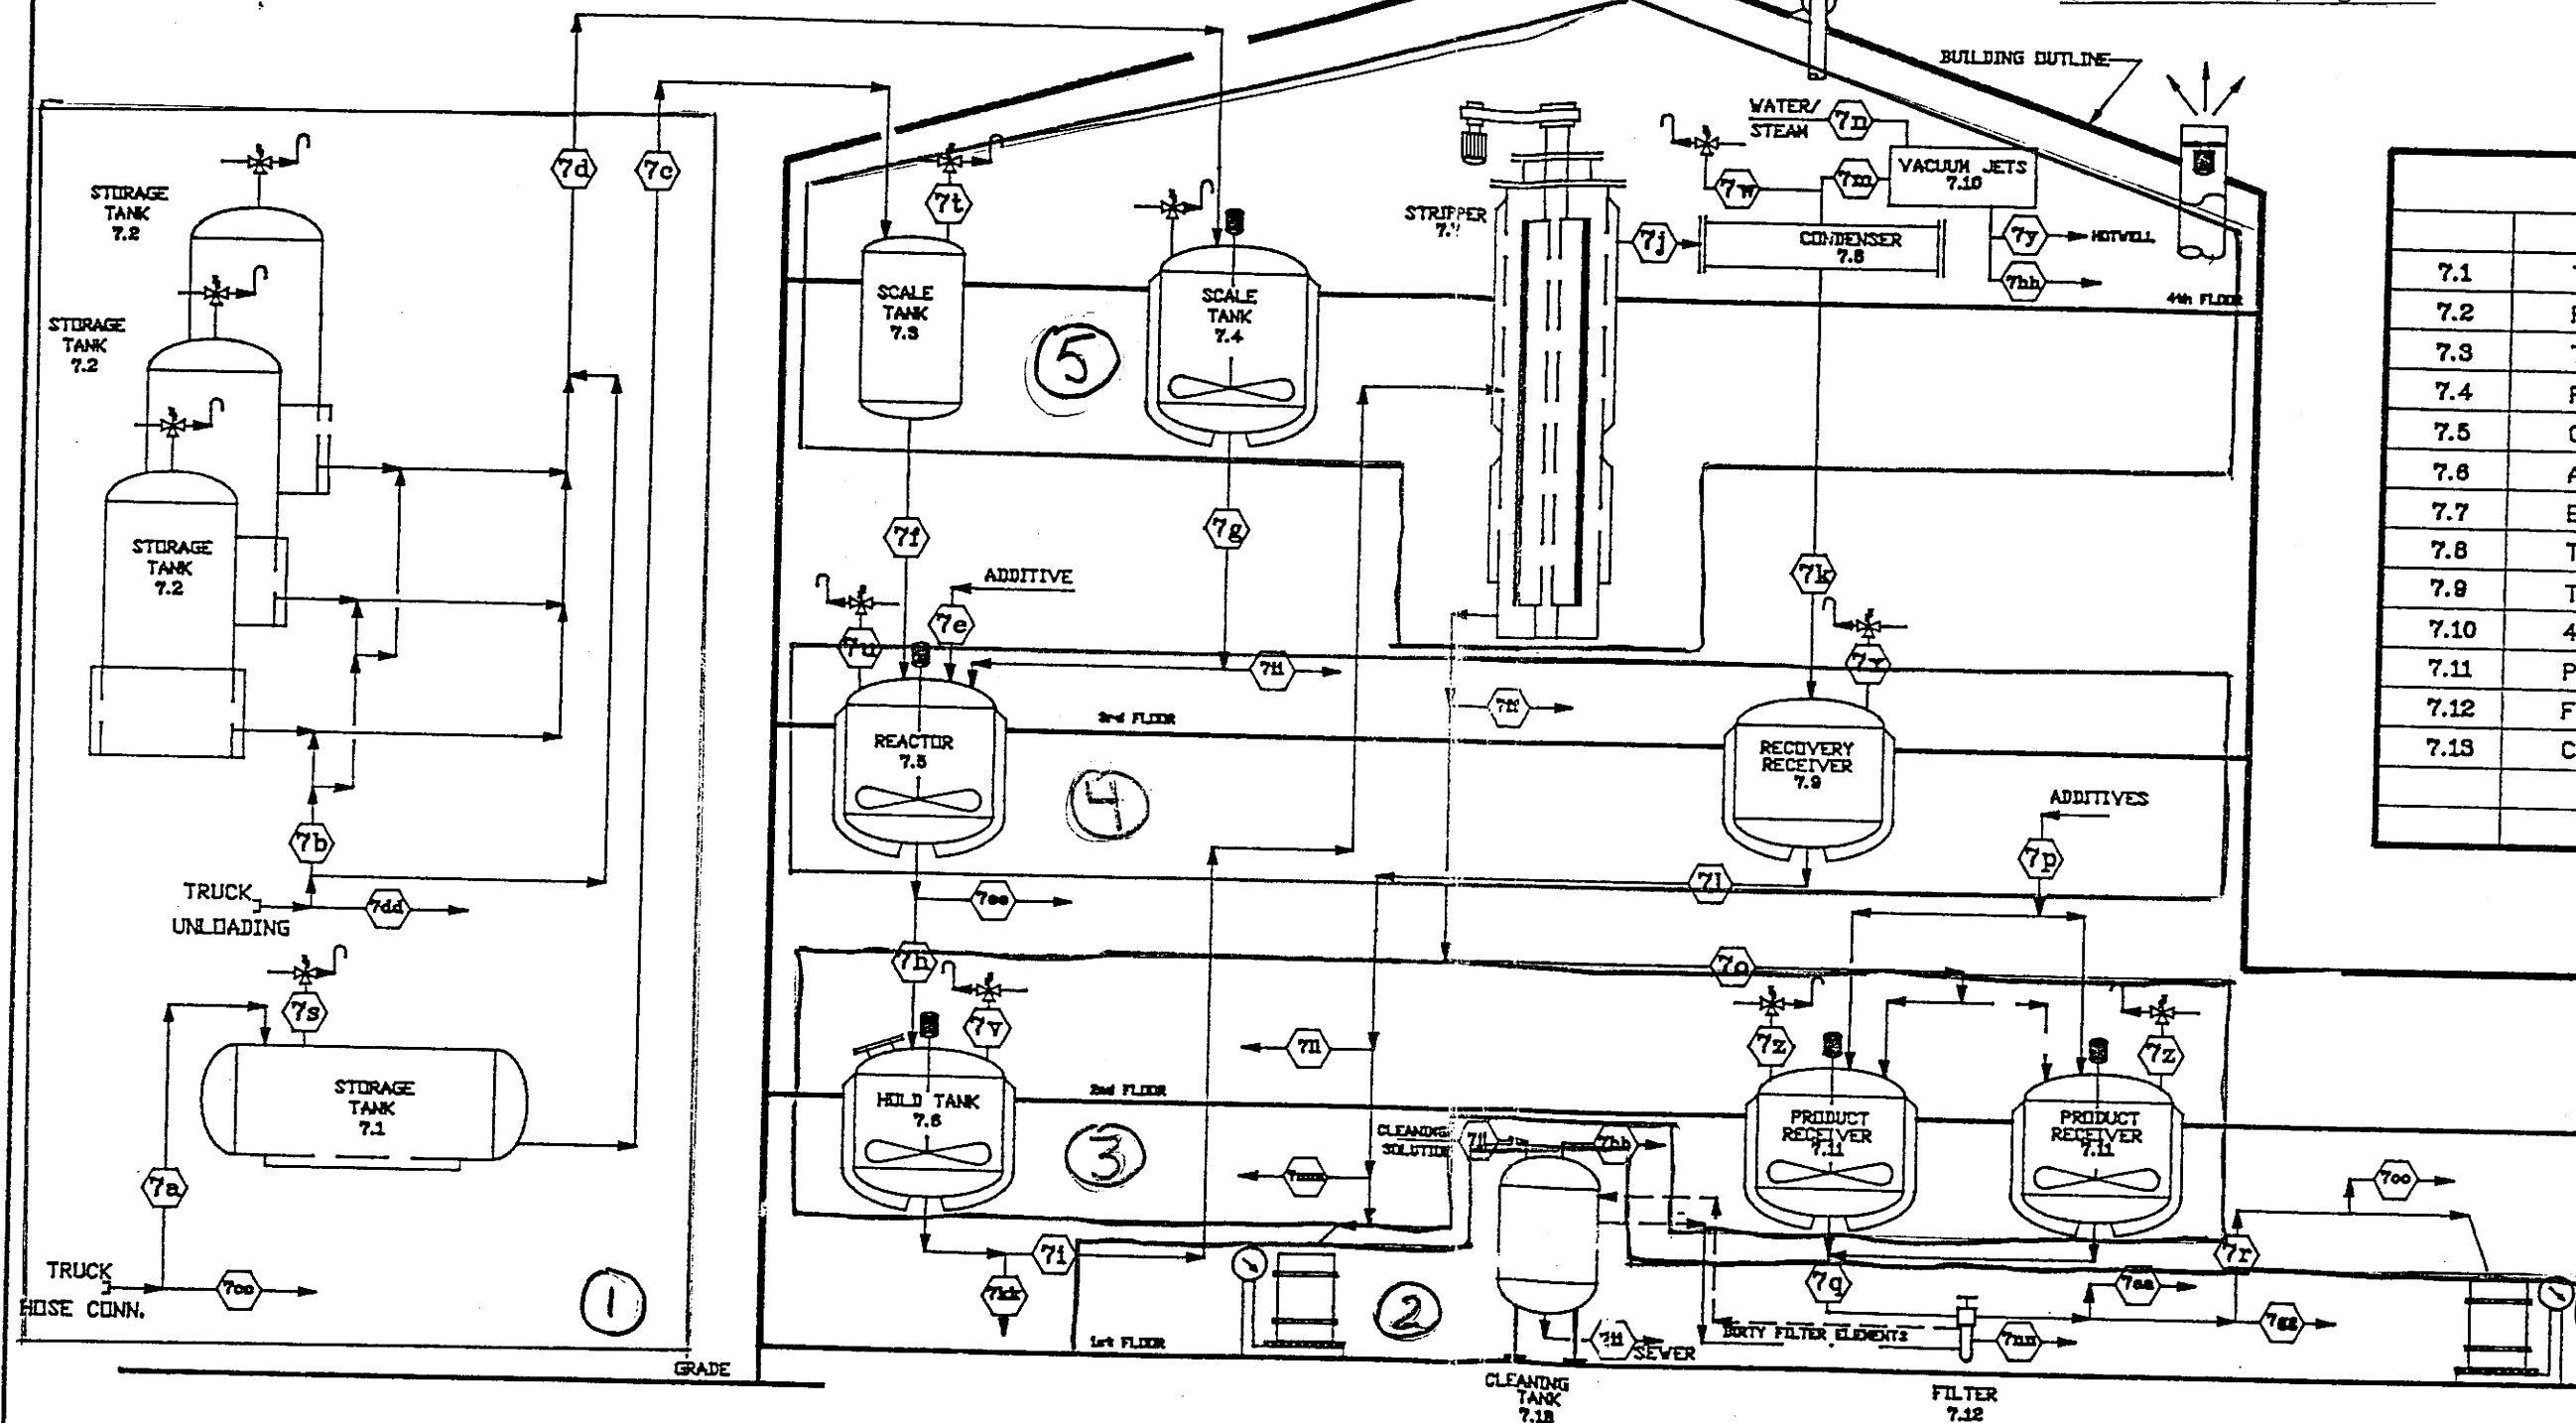 BUILDING OUTLINE
7d
7c
WATER/
STEAM
7n
STORAGE
TANK
7.2
7t
7w
7m
VACUUM JETS
7.10
STRIPPER
7j
CONDENSER
7.8
7y
HOTWELL
7hh
4th FLOOR
STORAGE
TANK
7.2
SCALE
TANK
7.3
SCALE
TANK
7.4
5
STORAGE
TANK
7.2
7f
7g
7k
ADDITIVE
7e
7u
7x
3rd FLOOR
REACTOR
7.5
RECOVERY
RECEIVER
7.9
4
ADDITIVES
7p
7b
TRUCK
UNLOADING
7dd
7ee
7l
7h
7o
7s
7v
7z
7z
STORAGE
TANK
7.1
HOLD TANK
7.6
2nd FLOOR
PRODUCT
RECEIVER
7.11
PRODUCT
RECEIVER
7.11
3
CLEANING
SOLUTION
7a
7oo
7i
7r
7q
7aa
TRUCK
HOSE CONN.
7cc
7kk
1
2
7gg
1st FLOOR
DIRTY FILTER ELEMENTS
7nn
SEWER
GRADE
CLEANING
TANK
7.13
FILTER
7.12
7.1
7.2
7.3
7.4
7.5
7.6
7.7
7.8
7.9
7.10 4
7.11 P
7.12 F
7.13 C